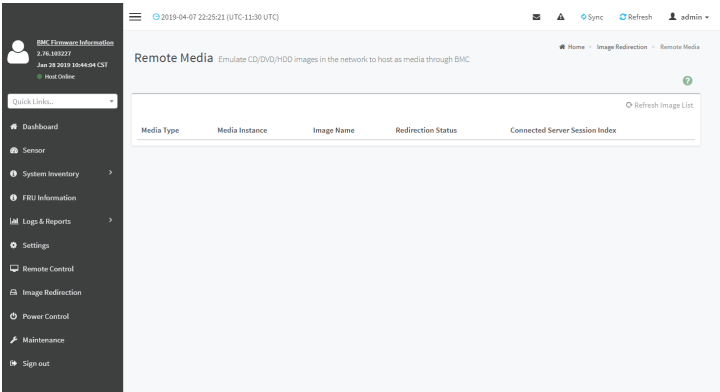 2019-04-07 22:25:21 (UTC-11:30 UTC)
Sync
Refresh
admin
BMC Firmware Information
2.76.103227
Jan 28 2019 10:44:04 CST
Host Online
Quick Links..
Dashboard
Sensor
System Inventory
FRU Information
Logs & Reports
Settings
Remote Control
Image Redirection
Power Control
Maintenance
Sign out
Remote Media Emulate CD/DVD/HDD images in the network to host as media through BMC
Home > Image Redirection > Remote Media
Refresh Image List
Media Type Media Instance Image Name Redirection Status Connected Server Session Index